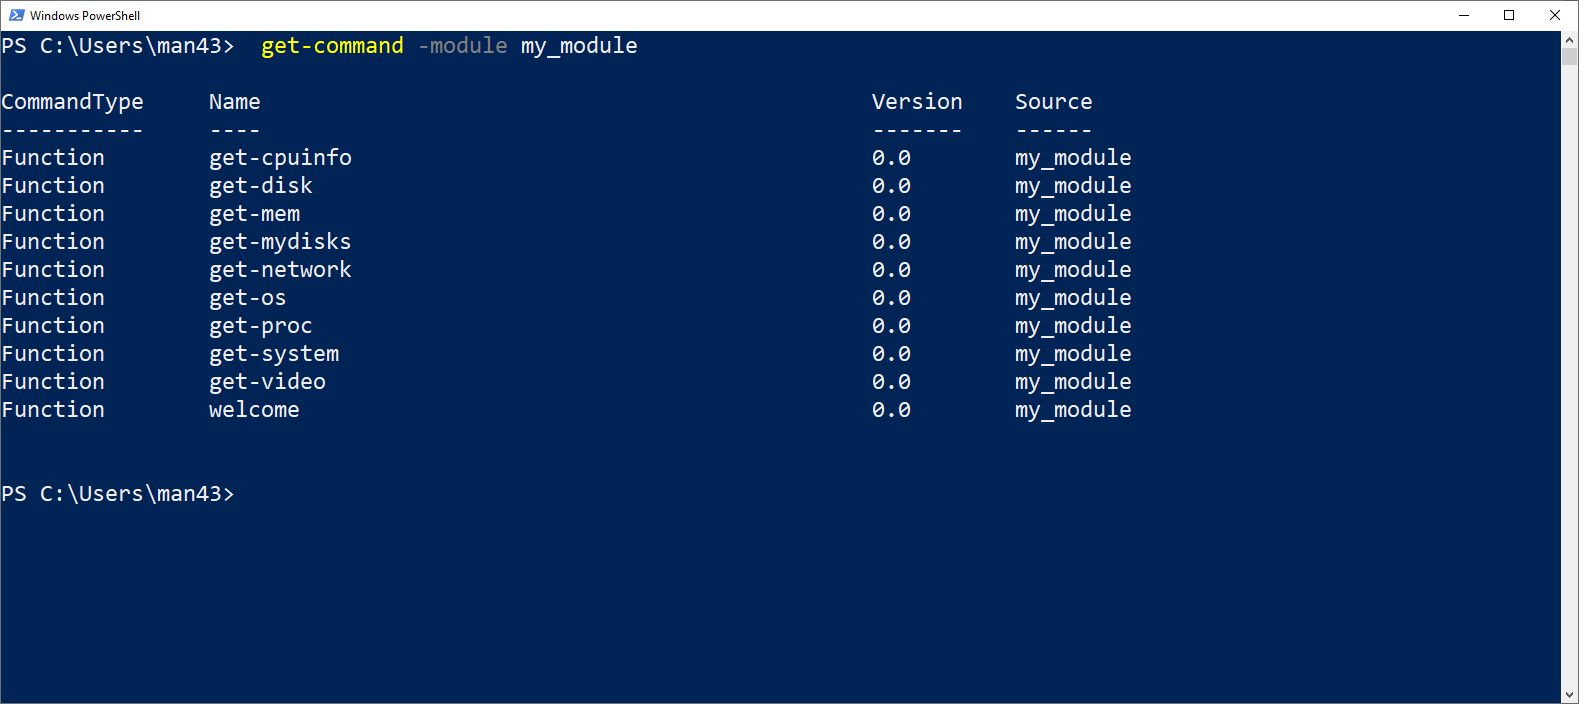 Windows PowerShell
PS C:\Users\man43>  get-command -module my_module
CommandType     Name                                               Version    Source
-----------     ----                                               -------    ------
Function        get-cpuinfo                                        0.0        my_module
Function        get-disk                                           0.0        my_module
Function        get-mem                                            0.0        my_module
Function        get-mydisks                                        0.0        my_module
Function        get-network                                        0.0        my_module
Function        get-os                                             0.0        my_module
Function        get-proc                                           0.0        my_module
Function        get-system                                         0.0        my_module
Function        get-video                                          0.0        my_module
Function        welcome                                            0.0        my_module
PS C:\Users\man43>